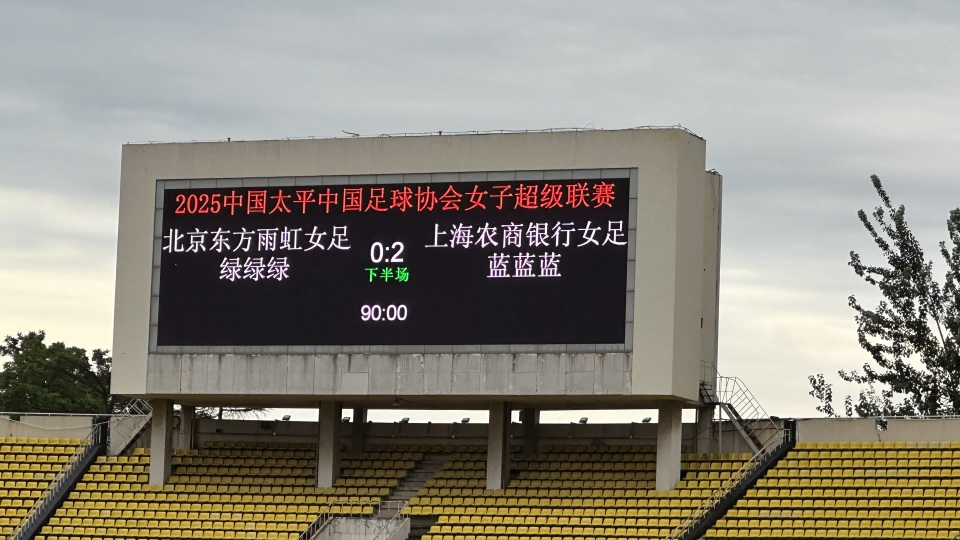 2025中国太平中国足球协会女子超级联赛
北京东方雨虹女足 0:2 上海农商银行女足
绿绿绿 下半场 蓝蓝蓝
90:00